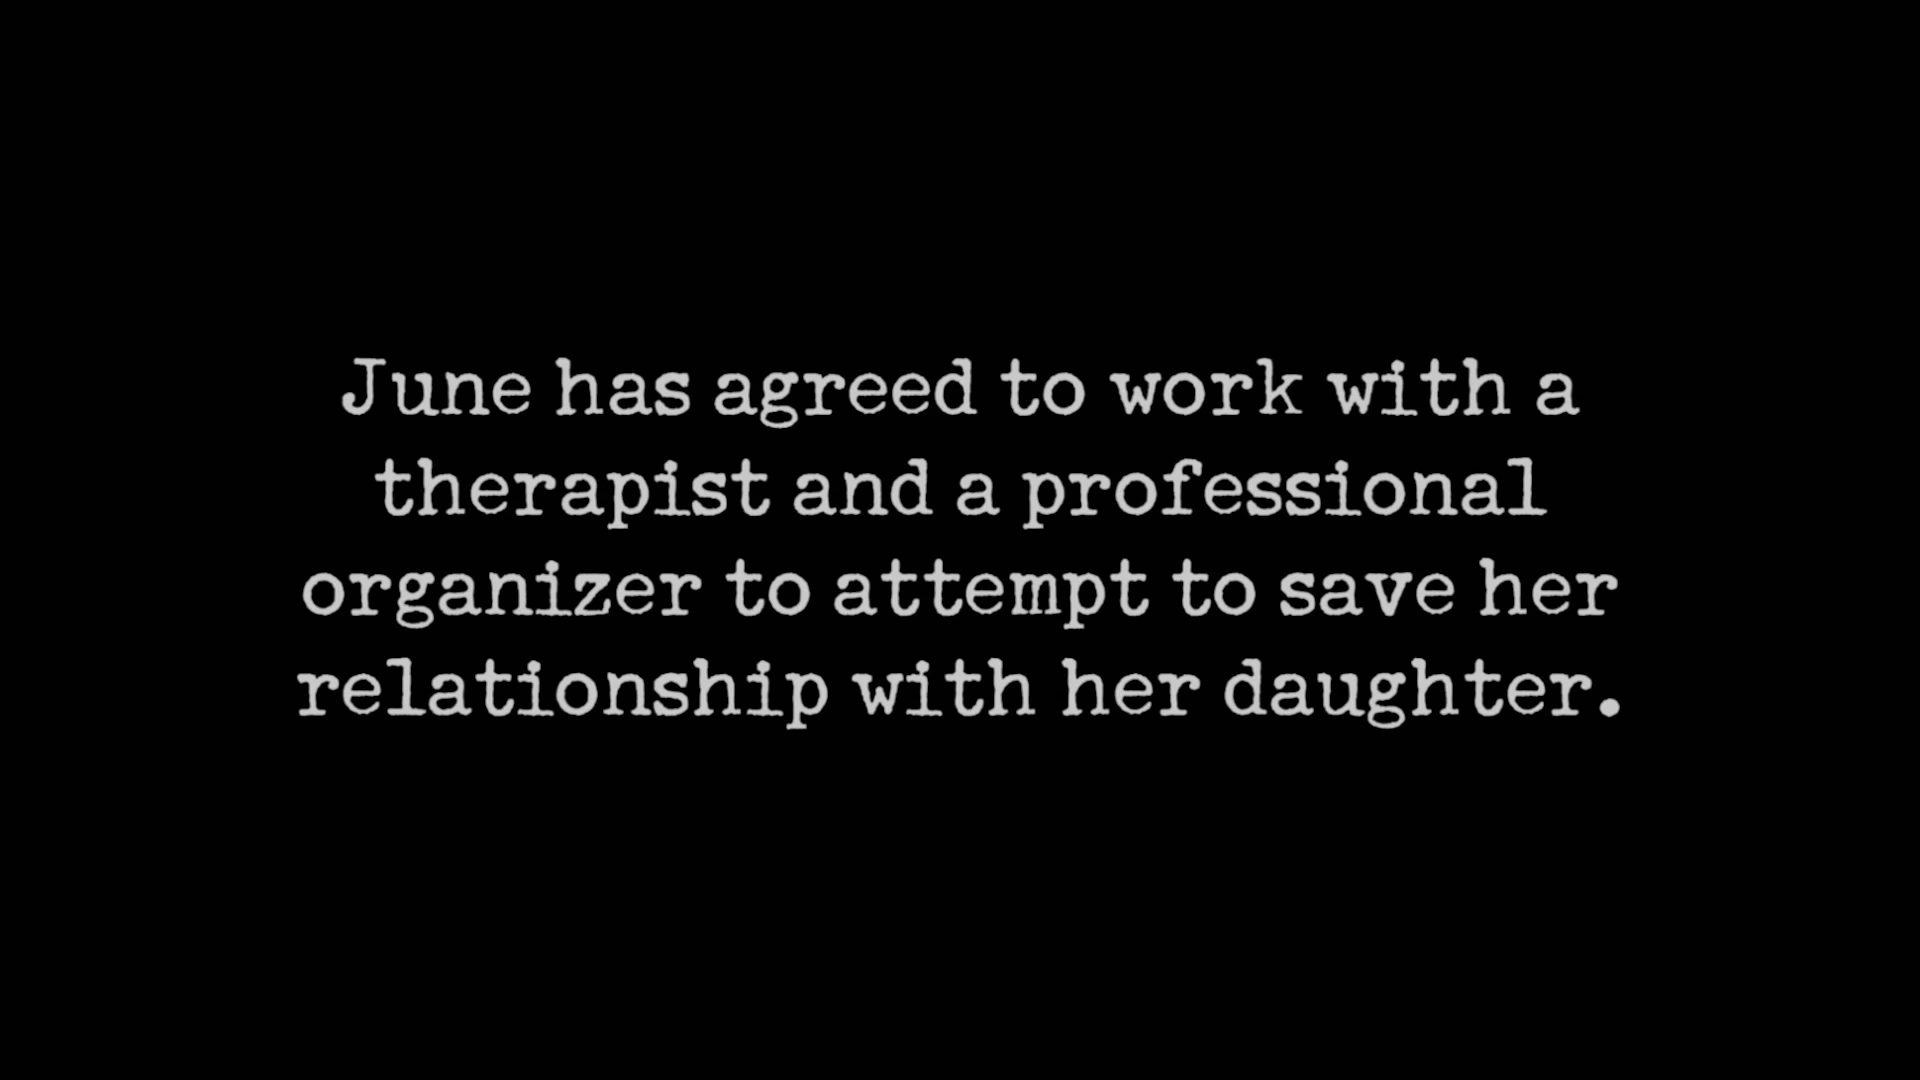 June has agreed to work with a
therapist and a professional
organizer to attempt to save her
relationship with her daughter.